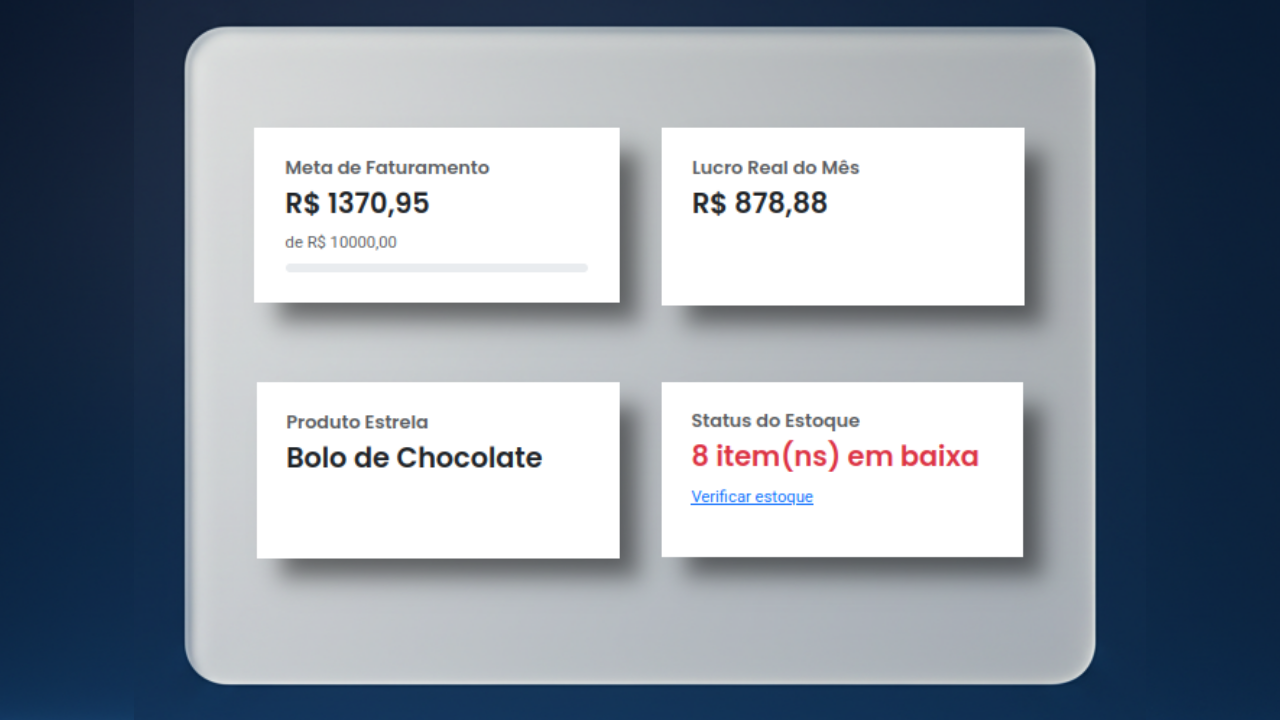 Meta de Faturamento
R$ 1370,95
de R$ 10000,00
Lucro Real do Mês
R$ 878,88
Produto Estrela
Bolo de Chocolate
Status do Estoque
8 item(ns) em baixa
Verificar estoque